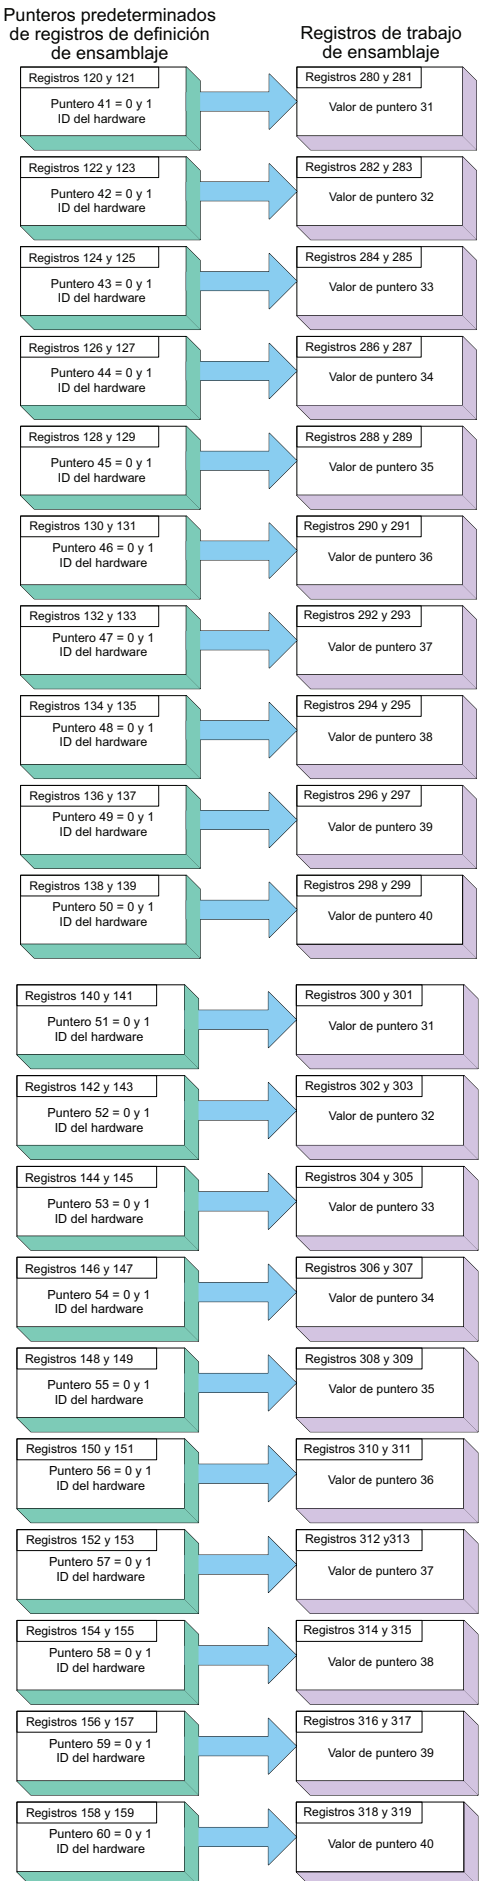 Punteros predeterminados
de registros de definición
de ensamblaje
Registros de trabajo
de ensamblaje
Registros 120 y 121
Puntero 41 = 0 y 1
ID del hardware
Registros 280 y 281
Valor de puntero 31
Registros 122 y 123
Puntero 42 = 0 y 1
ID del hardware
Registros 282 y 283
Valor de puntero 32
Registros 124 y 125
Puntero 43 = 0 y 1
ID del hardware
Registros 284 y 285
Valor de puntero 33
Registros 126 y 127
Puntero 44 = 0 y 1
ID del hardware
Registros 286 y 287
Valor de puntero 34
Registros 128 y 129
Puntero 45 = 0 y 1
ID del hardware
Registros 288 y 289
Valor de puntero 35
Registros 130 y 131
Puntero 46 = 0 y 1
ID del hardware
Registros 290 y 291
Valor de puntero 36
Registros 132 y 133
Puntero 47 = 0 y 1
ID del hardware
Registros 292 y 293
Valor de puntero 37
Registros 134 y 135
Puntero 48 = 0 y 1
ID del hardware
Registros 294 y 295
Valor de puntero 38
Registros 136 y 137
Puntero 49 = 0 y 1
ID del hardware
Registros 296 y 297
Valor de puntero 39
Registros 138 y 139
Puntero 50 = 0 y 1
ID del hardware
Registros 298 y 299
Valor de puntero 40
Registros 140 y 141
Puntero 51 = 0 y 1
ID del hardware
Registros 300 y 301
Valor de puntero 31
Registros 142 y 143
Puntero 52 = 0 y 1
ID del hardware
Registros 302 y 303
Valor de puntero 32
Registros 144 y 145
Puntero 53 = 0 y 1
ID del hardware
Registros 304 y 305
Valor de puntero 33
Registros 146 y 147
Puntero 54 = 0 y 1
ID del hardware
Registros 306 y 307
Valor de puntero 34
Registros 148 y 149
Puntero 55 = 0 y 1
ID del hardware
Registros 308 y 309
Valor de puntero 35
Registros 150 y 151
Puntero 56 = 0 y 1
ID del hardware
Registros 310 y 311
Valor de puntero 36
Registros 152 y 153
Puntero 57 = 0 y 1
ID del hardware
Registros 312 y313
Valor de puntero 37
Registros 154 y 155
Puntero 58 = 0 y 1
ID del hardware
Registros 314 y 315
Valor de puntero 38
Registros 156 y 157
Puntero 59 = 0 y 1
ID del hardware
Registros 316 y 317
Valor de puntero 39
Registros 158 y 159
Puntero 60 = 0 y 1
ID del hardware
Registros 318 y 319
Valor de puntero 40